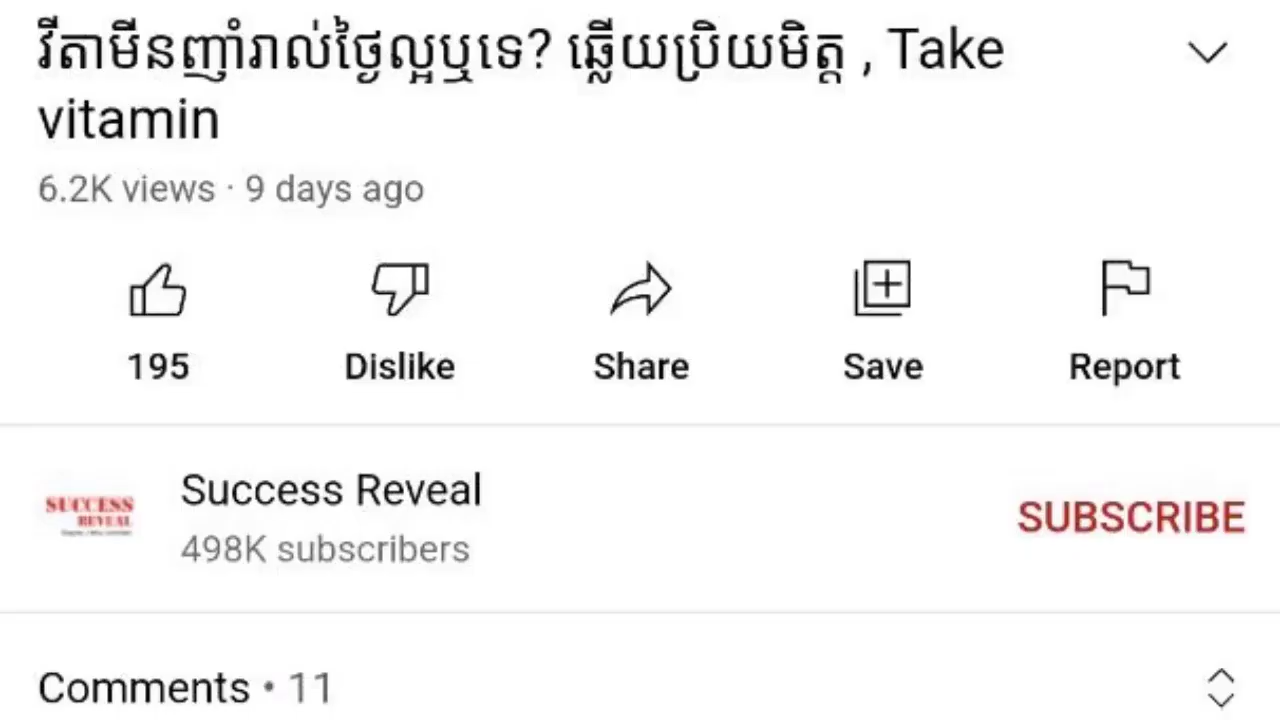 វីតាមីនញាំរាល់ថ្ងៃល្អឬទេ? ឆ្លើយប្រិយមិត្ត , Take
vitamin
6.2K views · 9 days ago
195 Dislike Share Save Report
SUCCESS
REVEAL
Success Reveal
498K subscribers
SUBSCRIBE
Comments • 11